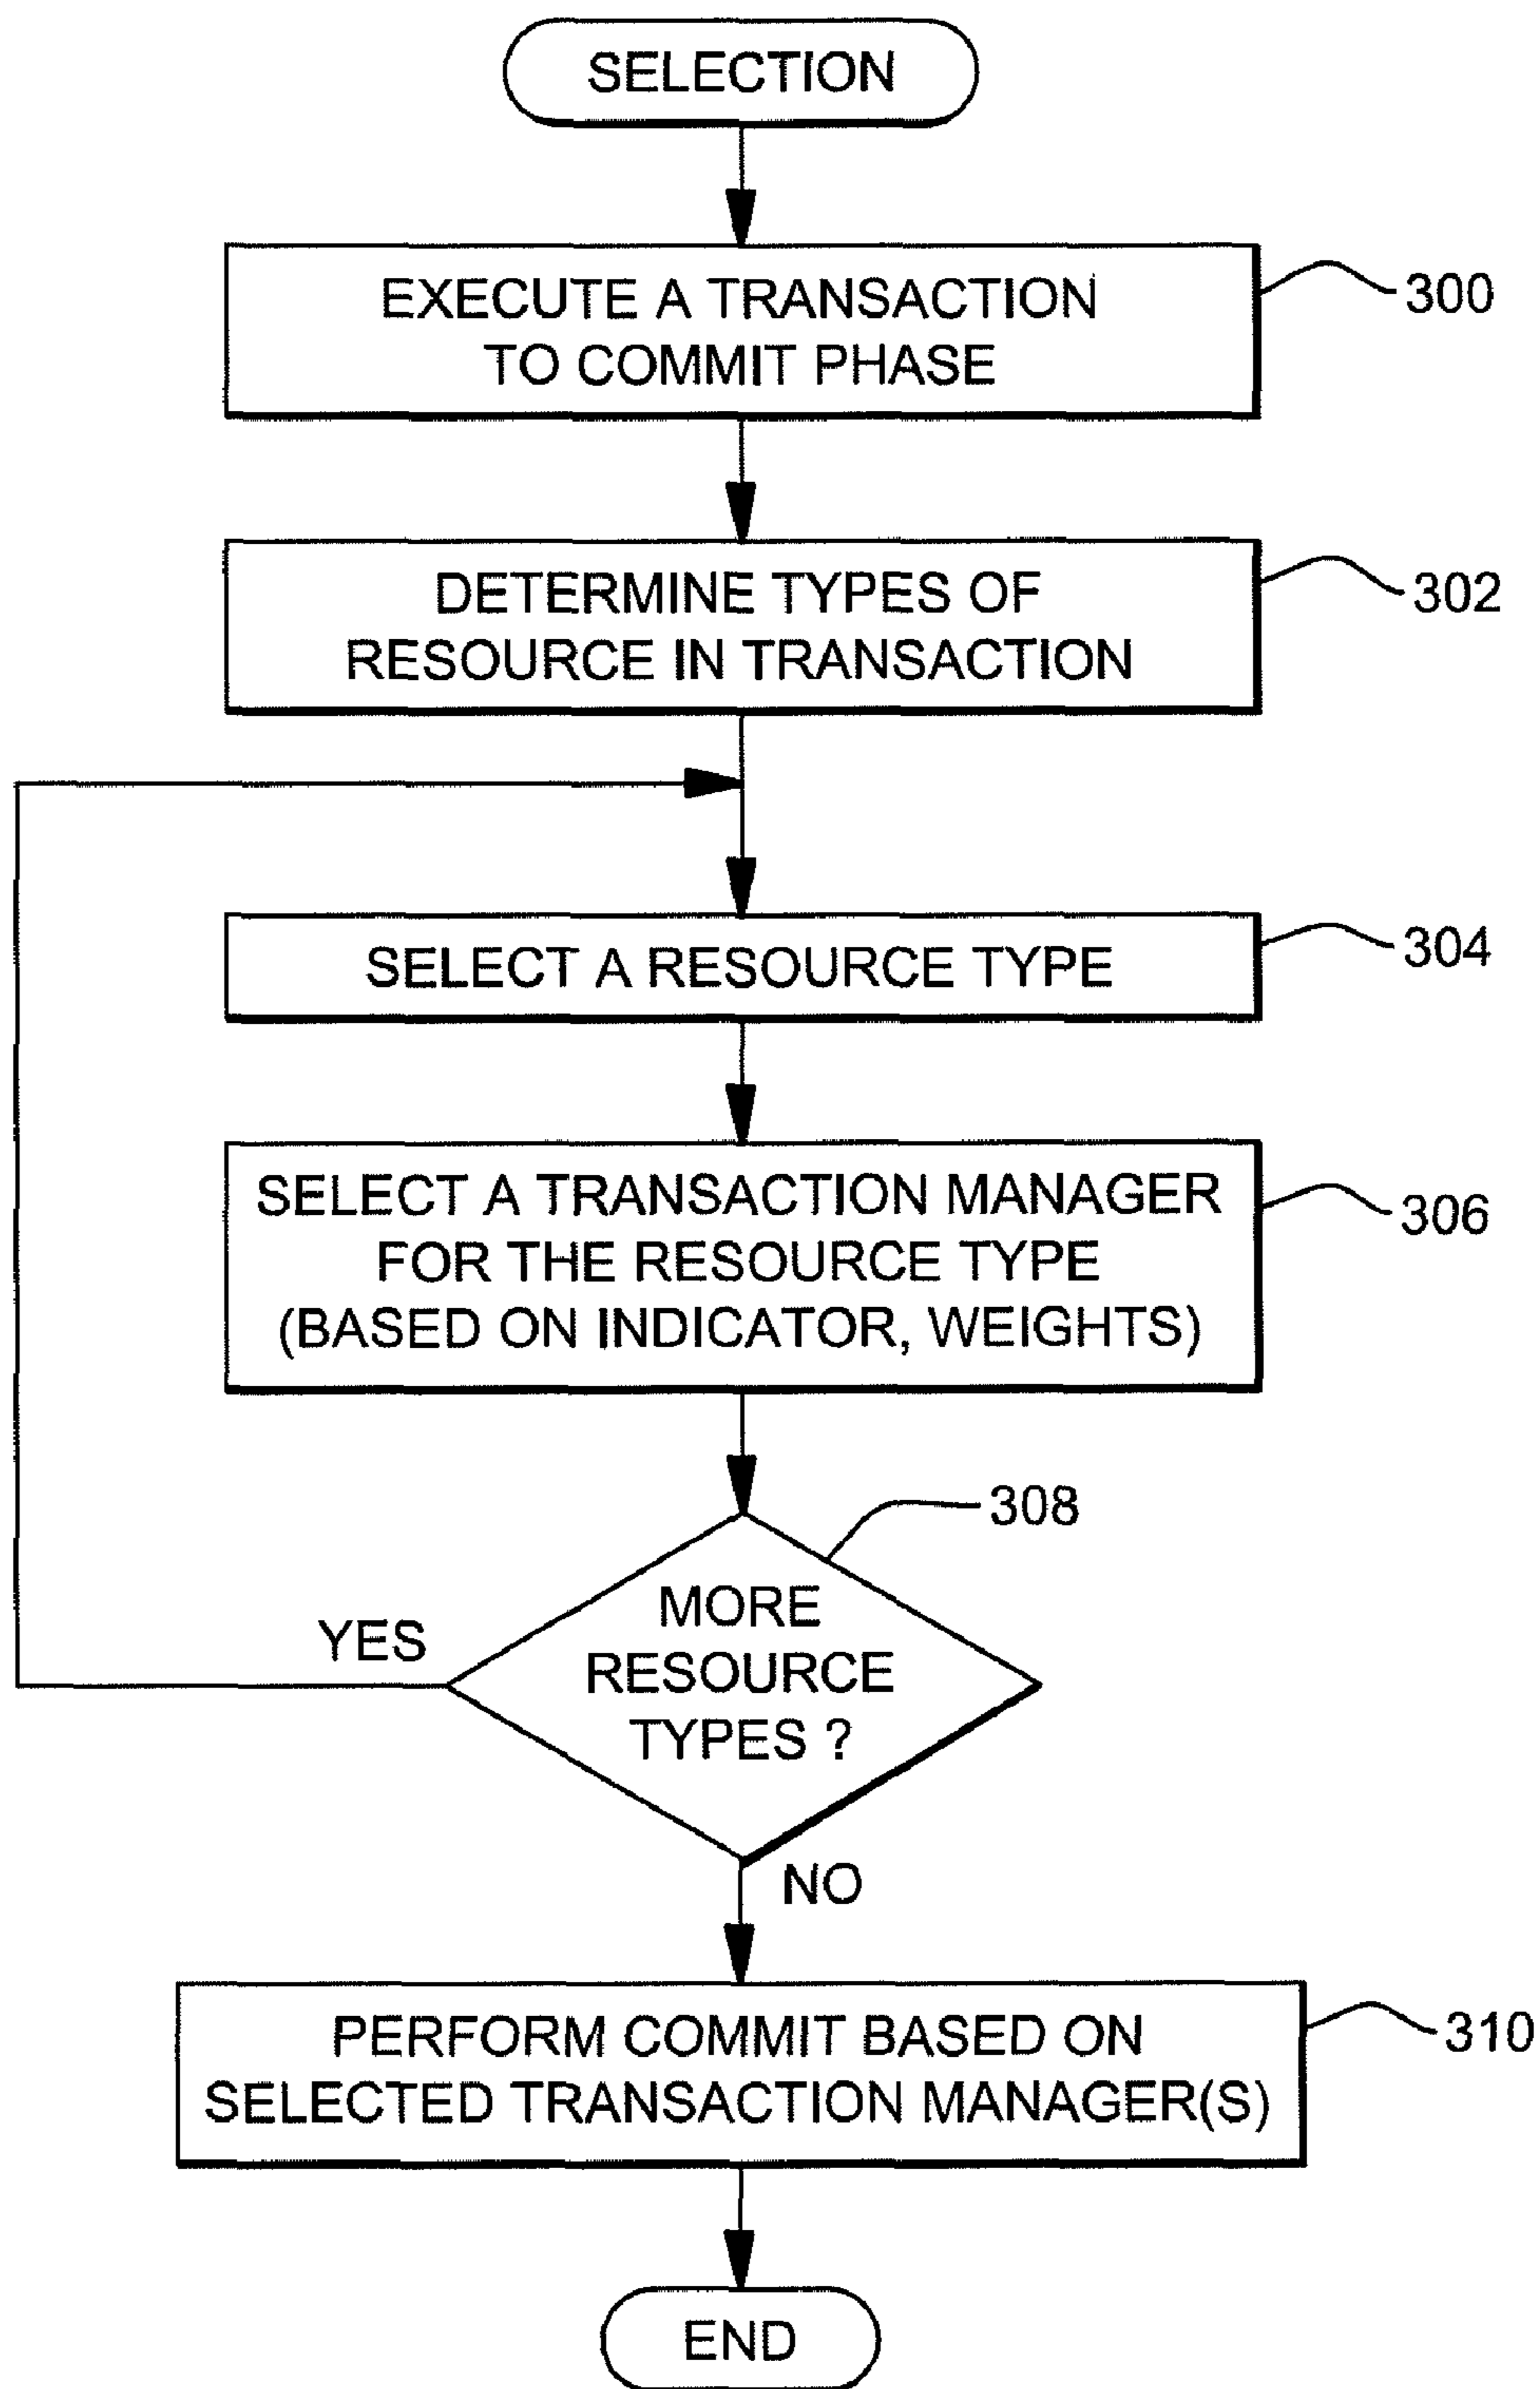 SELECTION
EXECUTE A TRANSACTION
TO COMMIT PHASE
300
DETERMINE TYPES OF
RESOURCE IN TRANSACTION
302
SELECT A RESOURCE TYPE
304
SELECT A TRANSACTION MANAGER
FOR THE RESOURCE TYPE
(BASED ON INDICATOR, WEIGHTS)
306
308
MORE
RESOURCE
TYPES ?
YES
NO
PERFORM COMMIT BASED ON
SELECTED TRANSACTION MANAGER(S)
310
END